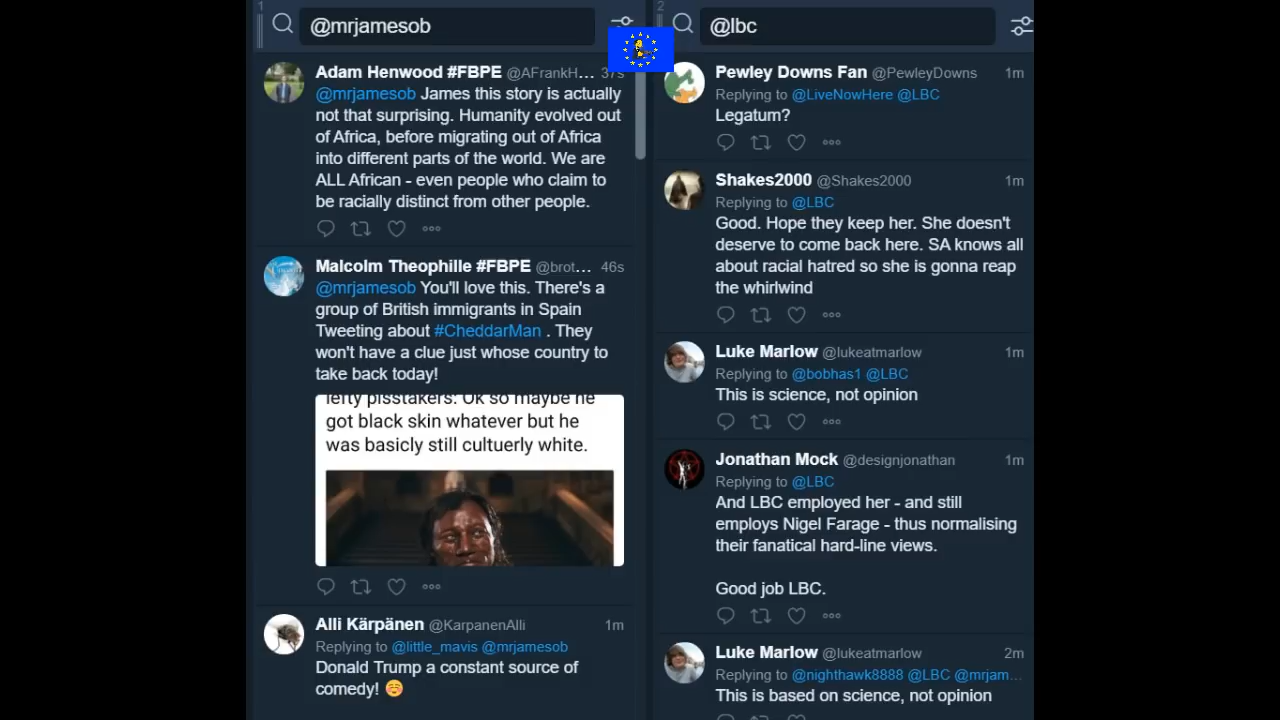 1
@mrjamesob
Adam Henwood #FBPE @AFrankH... 37s
@mrjamesob James this story is actually
not that surprising. Humanity evolved out
of Africa, before migrating out of Africa
into different parts of the world. We are
ALL African - even people who claim to
be racially distinct from other people.
Malcolm Theophille #FBPE @brot... 46s
@mrjamesob You'll love this. There's a
group of British immigrants in Spain
Tweeting about #CheddarMan . They
won't have a clue just whose country to
take back today!
lefty pisstakers: Ok so maybe he
got black skin whatever but he
was basicly still cultuerly white.
Alli Kärpänen @KarpanenAlli 1m
Replying to @little_mavis @mrjamesob
Donald Trump a constant source of
comedy! ☺️
2
@lbc
Pewley Downs Fan @PewleyDowns 1m
Replying to @LiveNowHere @LBC
Legatum?
Shakes2000 @Shakes2000 1m
Replying to @LBC
Good. Hope they keep her. She doesn't
deserve to come back here. SA knows all
about racial hatred so she is gonna reap
the whirlwind
Luke Marlow @lukeatmarlow 1m
Replying to @bobhas1 @LBC
This is science, not opinion
Jonathan Mock @designjonathan 1m
Replying to @LBC
And LBC employed her - and still
employs Nigel Farage - thus normalising
their fanatical hard-line views.
Good job LBC.
Luke Marlow @lukeatmarlow 2m
Replying to @nighthawk8888 @LBC @mrjam...
This is based on science, not opinion